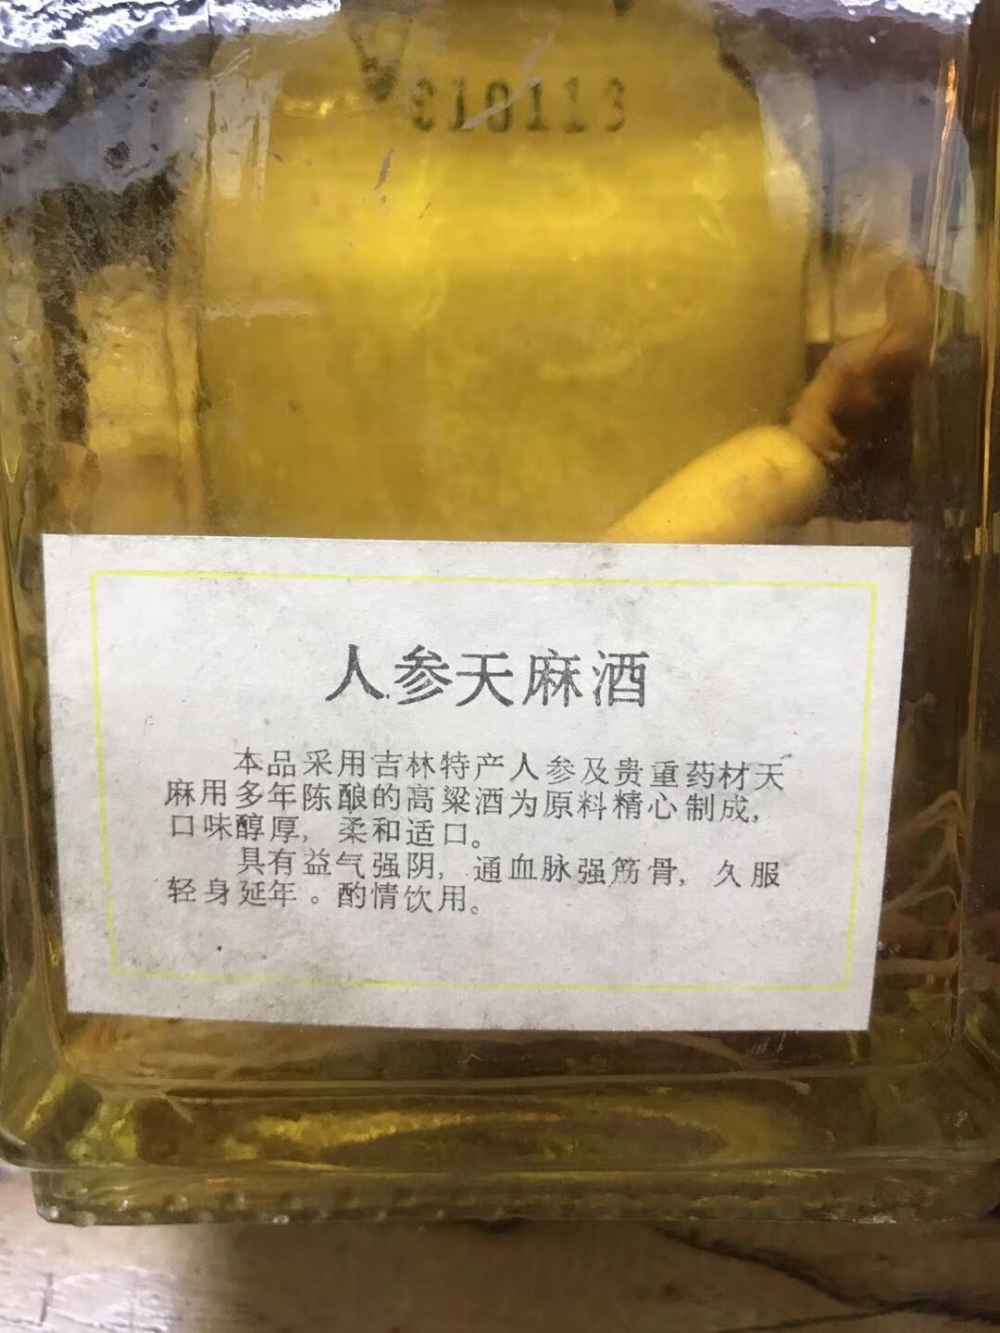 人参天麻酒
本品采用吉林特产人参及贵重药材天
麻用多年陈酿的高粱酒为原料精心制成，
口味醇厚，柔和适口。
具有益气强阴，通血脉强筋骨，久服
轻身延年。酌情饮用。